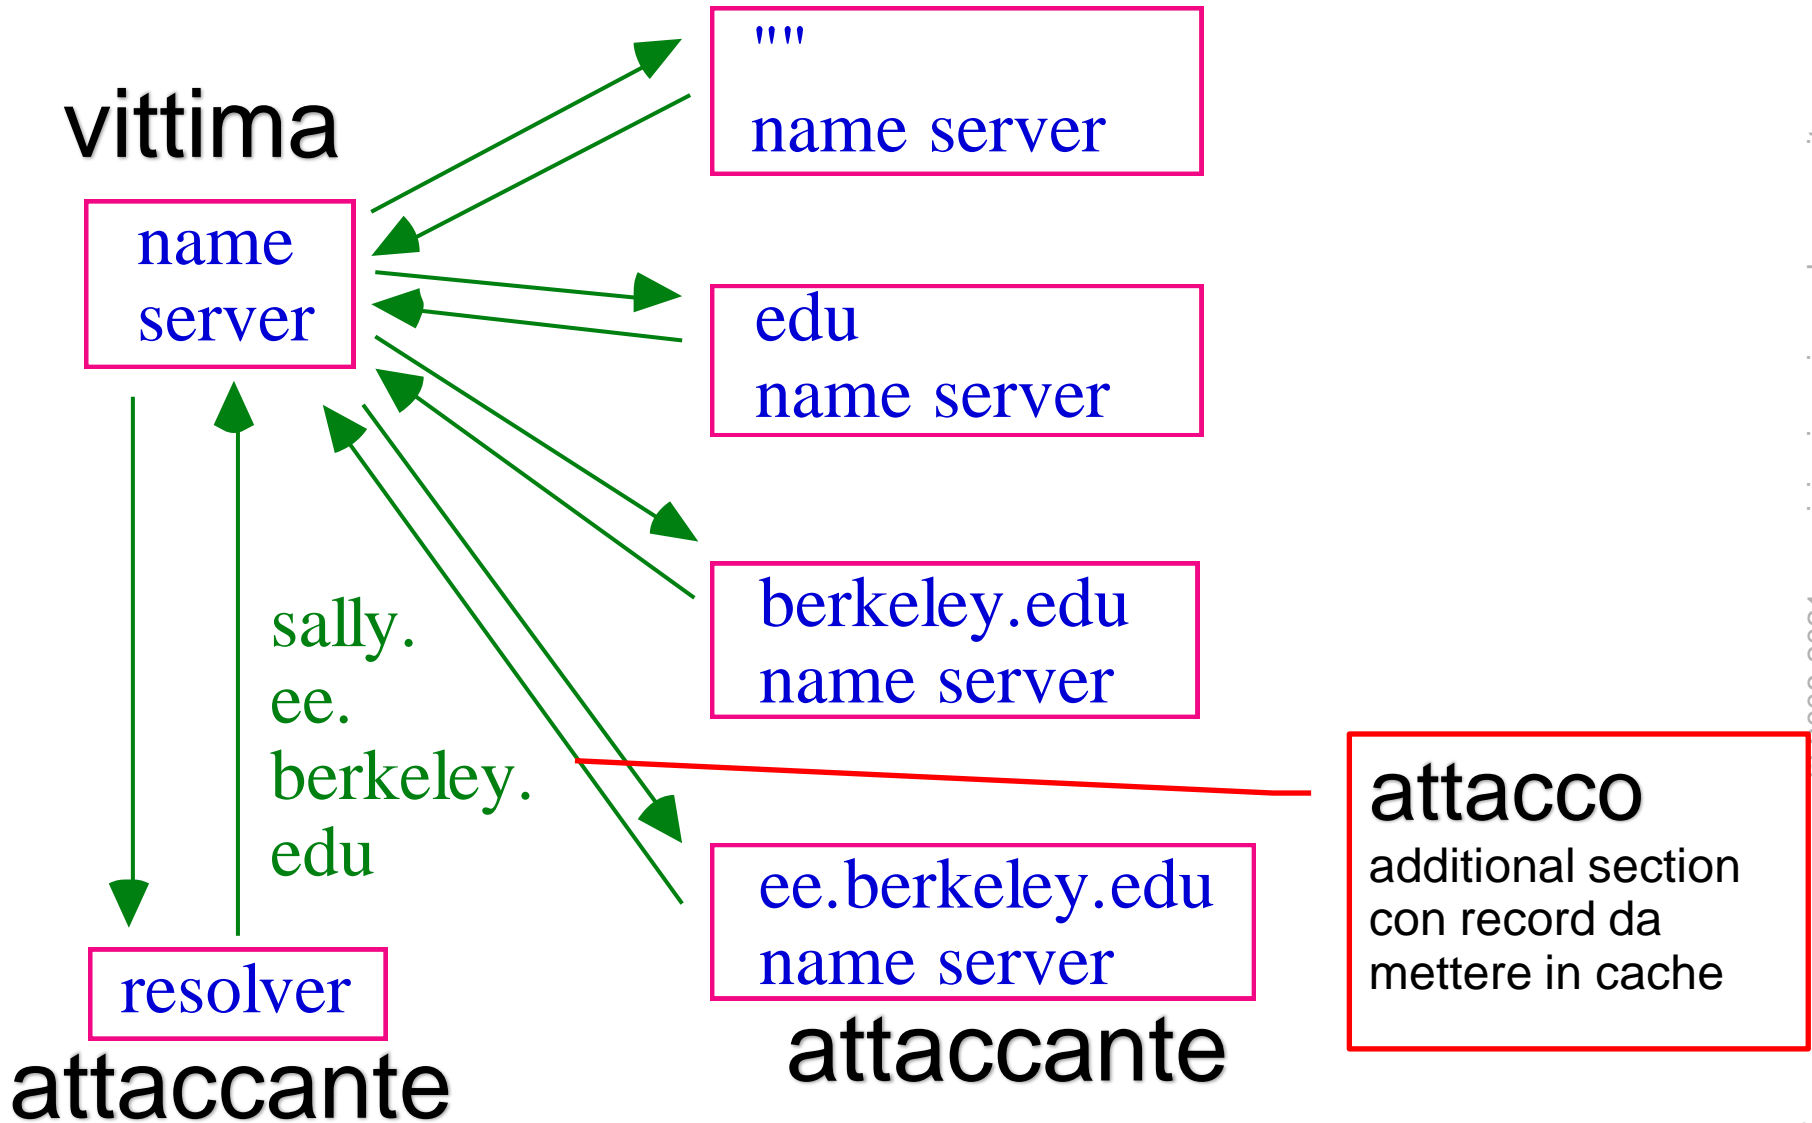 vittima
name
server
""
name server
edu
name server
berkeley.edu
name server
ee.berkeley.edu
name server
attaccante
sally.
ee.
berkeley.
edu
resolver
attaccante
attacco
additional section
con record da
mettere in cache